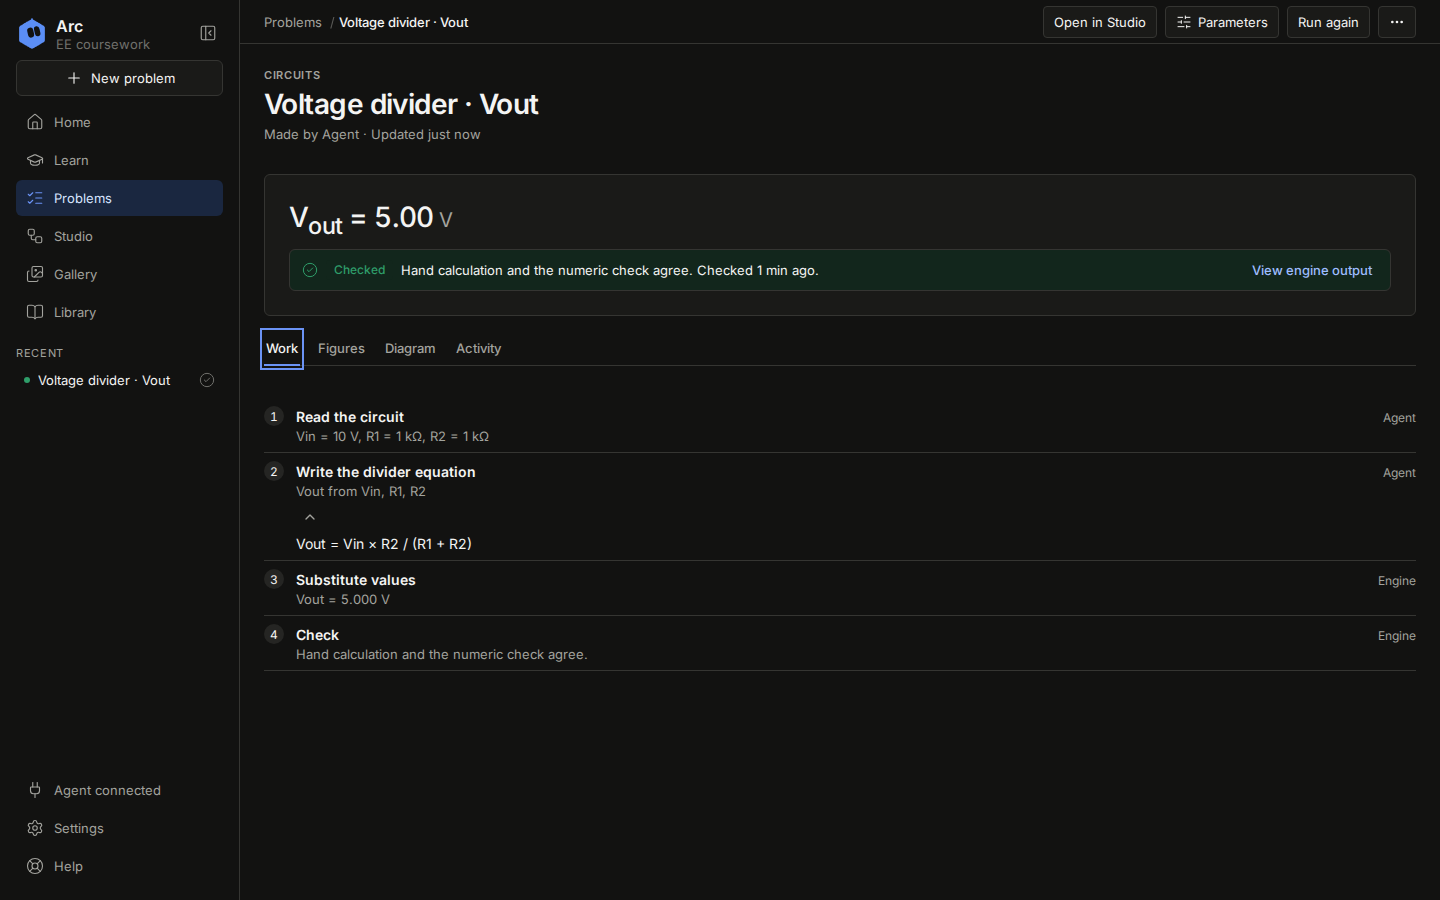 Arc
EE coursework
New problem
Home
Learn
Problems
Studio
Gallery
Library
RECENT
Voltage divider · Vout
Agent connected
Settings
Help
Problems / Voltage divider · Vout
Open in Studio
Parameters
Run again
CIRCUITS
Voltage divider · Vout
Made by Agent · Updated just now
Vout = 5.00 V
Checked Hand calculation and the numeric check agree. Checked 1 min ago. View engine output
Work Figures Diagram Activity
1 Read the circuit Agent
Vin = 10 V, R1 = 1 kΩ, R2 = 1 kΩ
2 Write the divider equation Agent
Vout from Vin, R1, R2
Vout = Vin × R2 / (R1 + R2)
3 Substitute values Engine
Vout = 5.000 V
4 Check Engine
Hand calculation and the numeric check agree.